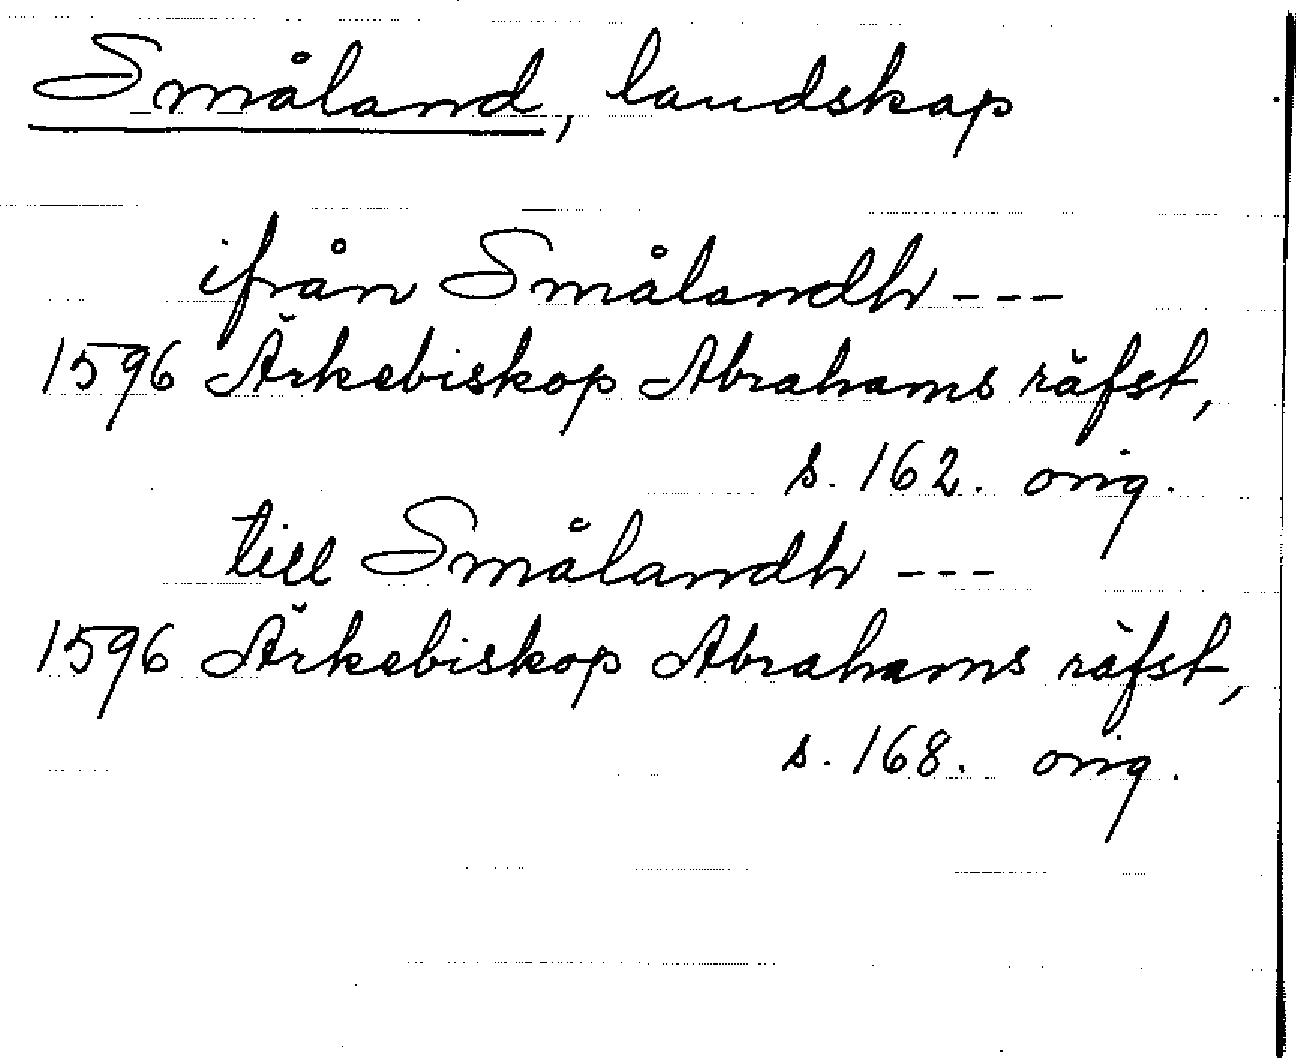 Småland, landskap
ifrån Smålandh ---
1596 Ärkebiskop Abrahams räfst,
s. 162. orig.
till Smålandh ---
1596 Ärkebiskop Abrahams räfst,
s. 168. orig.